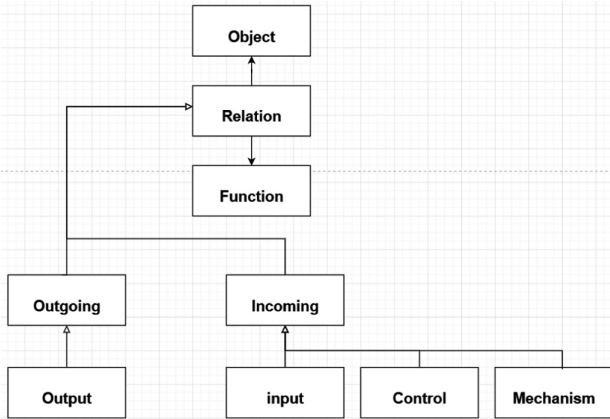 Object
Relation
Function
Outgoing
Incoming
Output
input
Control
Mechanism